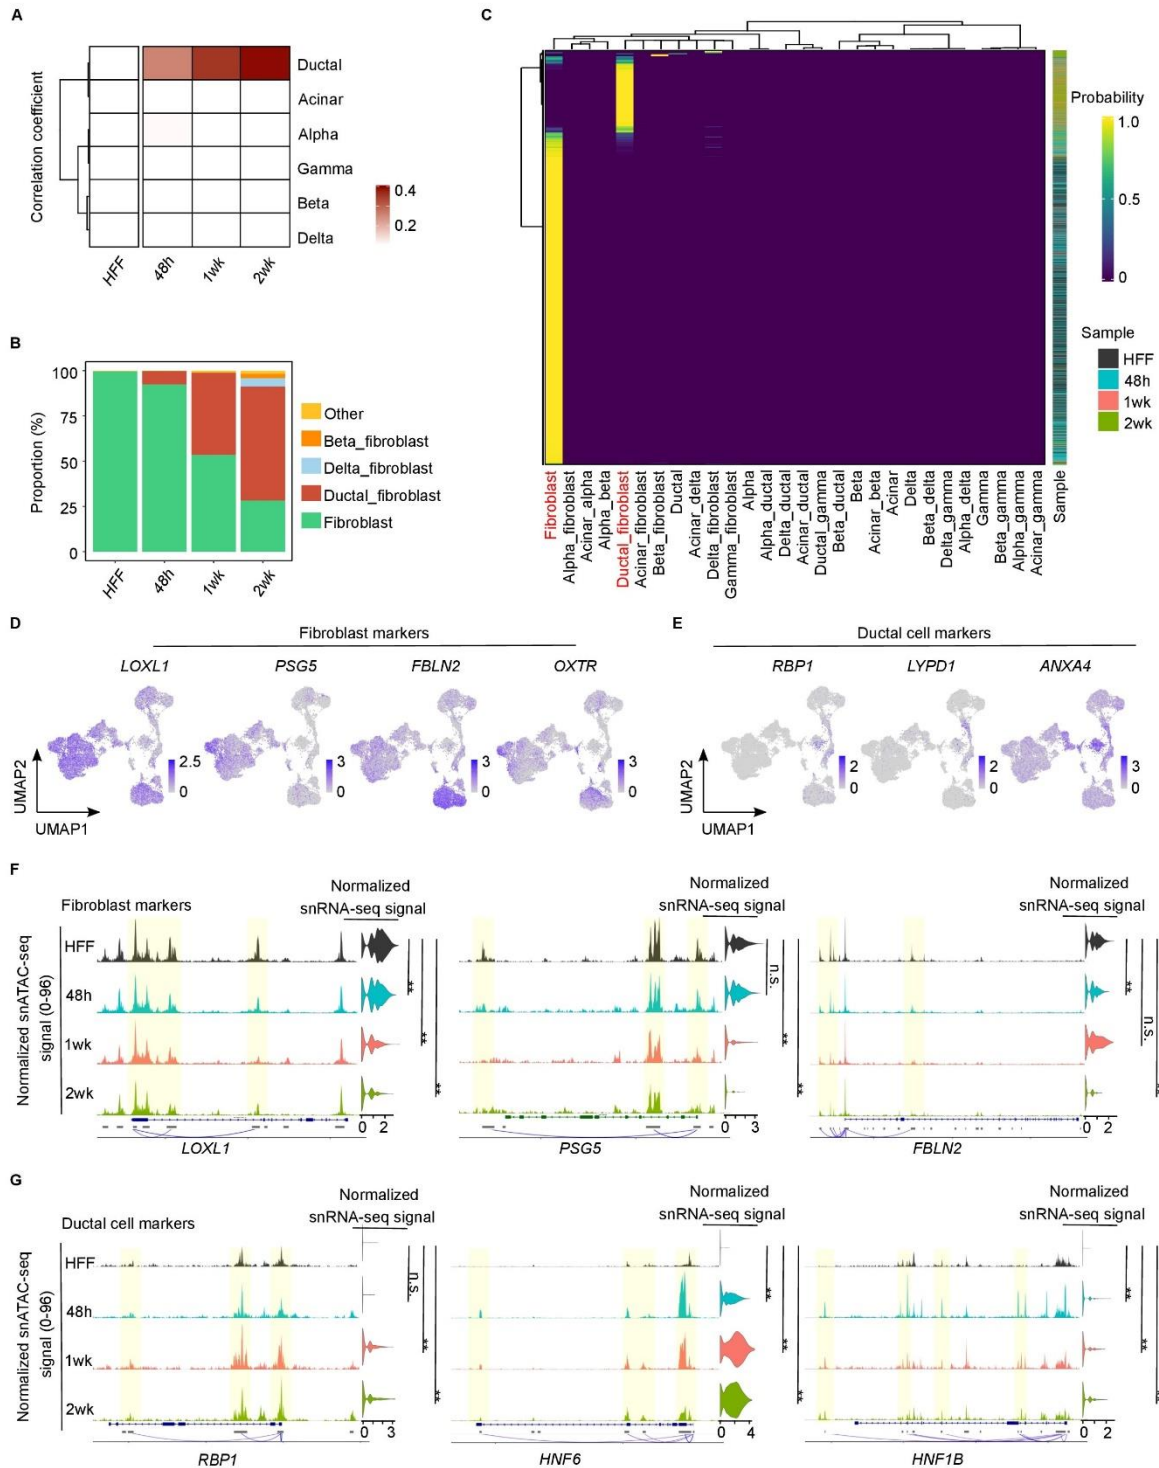 A
Correlation coefficient
Ductal
Acinar
Alpha
Gamma
Beta
Delta
0.4
0.2
HFF
48h
1wk
2wk
B
Proportion (%)
100
75
50
25
0
HFF
48h
1wk
2wk
Other
Beta_fibroblast
Delta_fibroblast
Ductal_fibroblast
Fibroblast
C
Probability
1.0
0.5
0
Sample
HFF
48h
1wk
2wk
Fibroblast
Alpha_fibroblast
Acinar_alpha
Alpha_beta
Ductal_fibroblast
Acinar_fibroblast
Beta_fibroblast
Ductal
Acinar_delta
Delta_fibroblast
Gamma_fibroblast
Alpha
Alpha_ductal
Delta_ductal
Acinar_ductal
Ductal_gamma
Beta_ductal
Beta
Acinar_beta
Acinar
Delta
Beta_delta
Delta_gamma
Alpha_delta
Gamma
Beta_gamma
Alpha_gamma
Acinar_gamma
Sample
D
Fibroblast markers
LOXL1 PSG5 FBLN2 OXTR
UMAP2
UMAP1
2.5
0
3
0
3
0
3
0
E
Ductal cell markers
RBP1 LYPD1 ANXA4
UMAP2
UMAP1
2
0
2
0
3
0
F
Fibroblast markers
Normalized snATAC-seq
signal (0-96)
HFF
48h
1wk
2wk
Normalized
snRNA-seq signal
**
**
**
0 2
LOXL1
Normalized
snRNA-seq signal
n.s.
**
**
0 3
PSG5
Normalized
snRNA-seq signal
**
n.s.
**
0 2
FBLN2
G
Ductal cell markers
Normalized snATAC-seq
signal (0-96)
HFF
48h
1wk
2wk
Normalized
snRNA-seq signal
n.s.
**
**
0 3
RBP1
Normalized
snRNA-seq signal
**
**
**
0 4
HNF6
Normalized
snRNA-seq signal
**
**
**
0 2
HNF1B